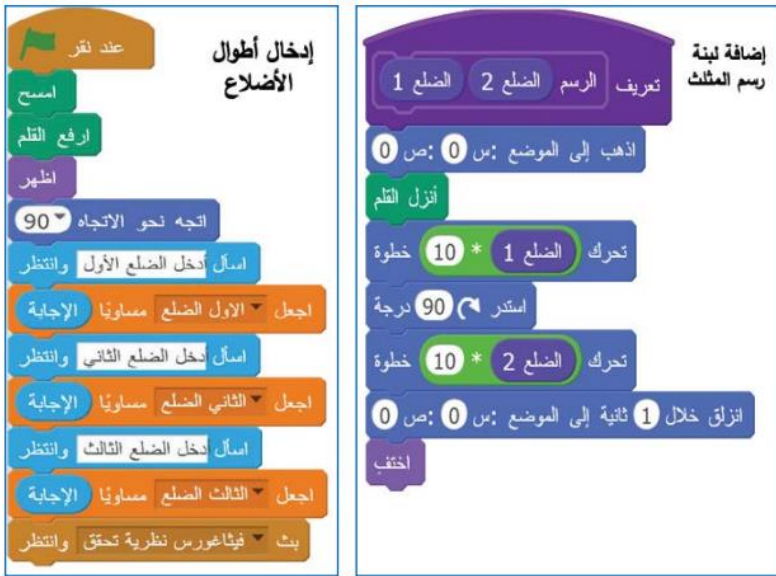 إضافة لبنة
رسم المثلث
تعريف الرسم الضلع 2 الضلع 1
اذهب إلى الموضع :س 0 :ص 0
أنزل القلم
تحرك الضلع 1 * 10 خطوة
استدر 90 درجة
تحرك الضلع 2 * 10 خطوة
انزلق خلال 1 ثانية إلى الموضع :س 0 :ص 0
اختفِ
إدخال أطوال
الأضلاع
عند نقر
امسح
ارفع القلم
اظهر
اتجه نحو الاتجاه 90
اسأل أدخل الضلع الأول وانتظر
اجعل الاول الضلع مساويًا الإجابة
اسأل أدخل الضلع الثاني وانتظر
اجعل الثاني الضلع مساويًا الإجابة
اسأل ادخل الضلع الثالث وانتظر
اجعل الثالث الضلع مساويًا الإجابة
بث فيثاغورس نظرية تحقق وانتظر